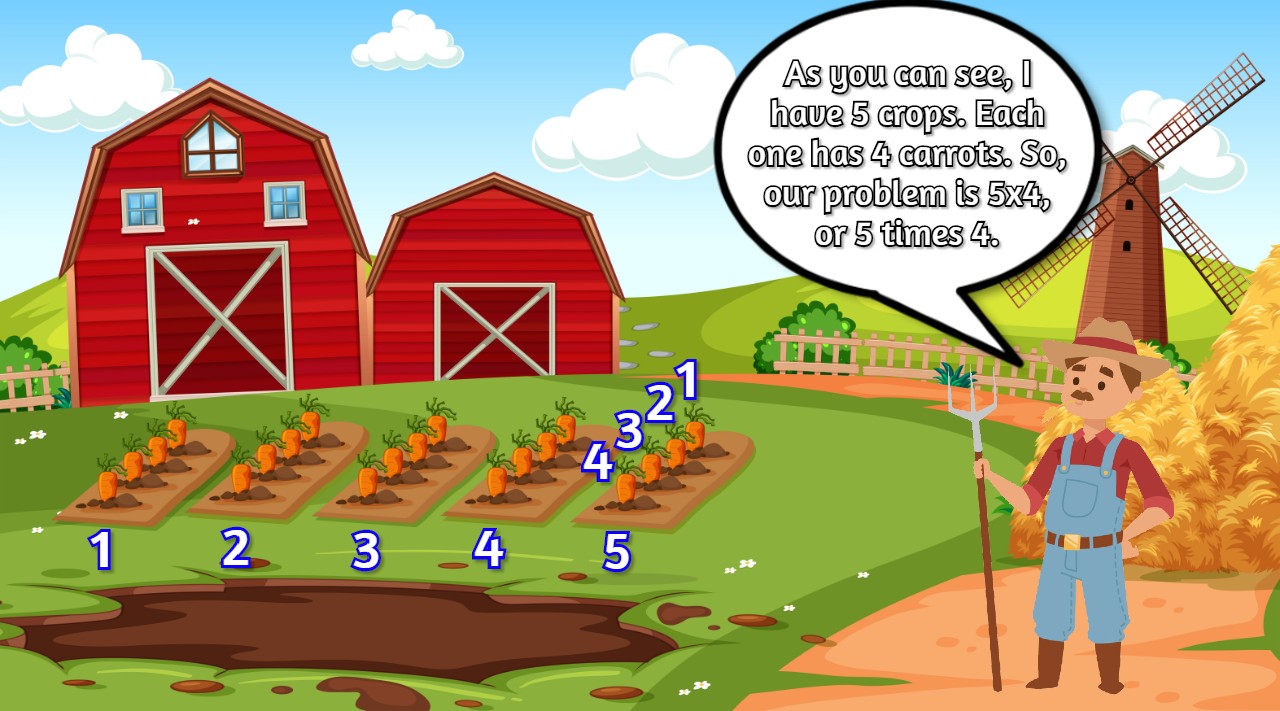 As you can see, I
have 5 crops. Each
one has 4 carrots. So,
our problem is 5x4,
or 5 times 4.
1
2
3
4
1 2 3 4 5